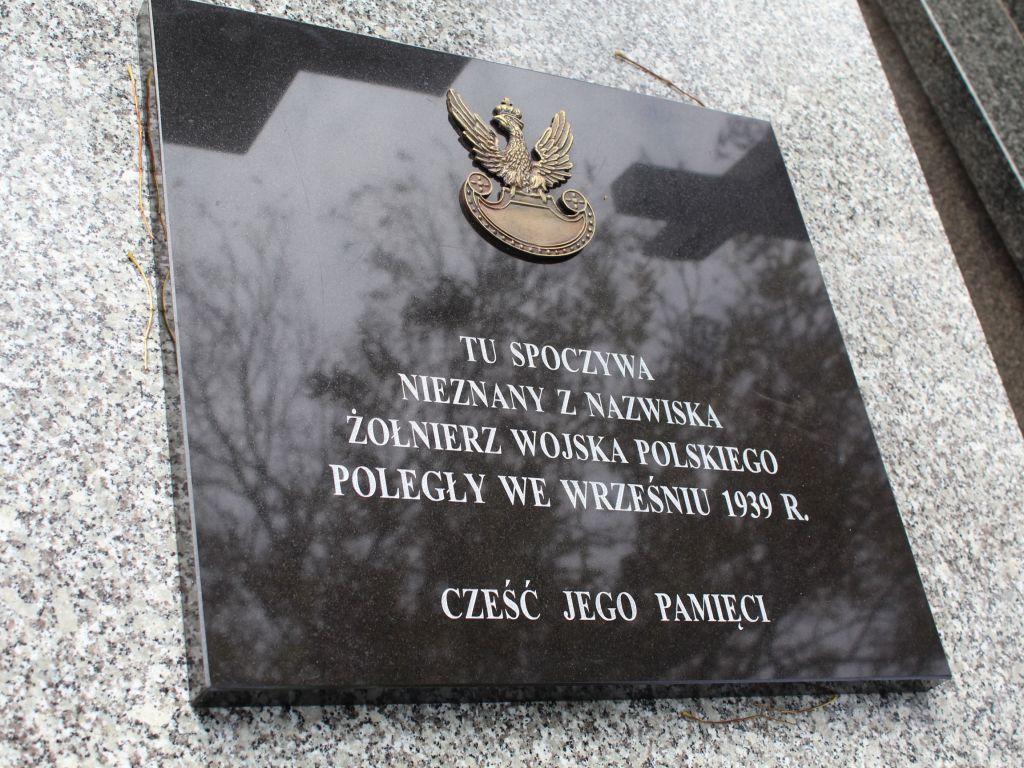 TU SPOCZYWA
NIEZNANY Z NAZWISKA
ŻOŁNIERZ WOJSKA POLSKIEGO
POLEGŁY WE WRZEŚNIU 1939 R.
CZEŚĆ JEGO PAMIĘCI